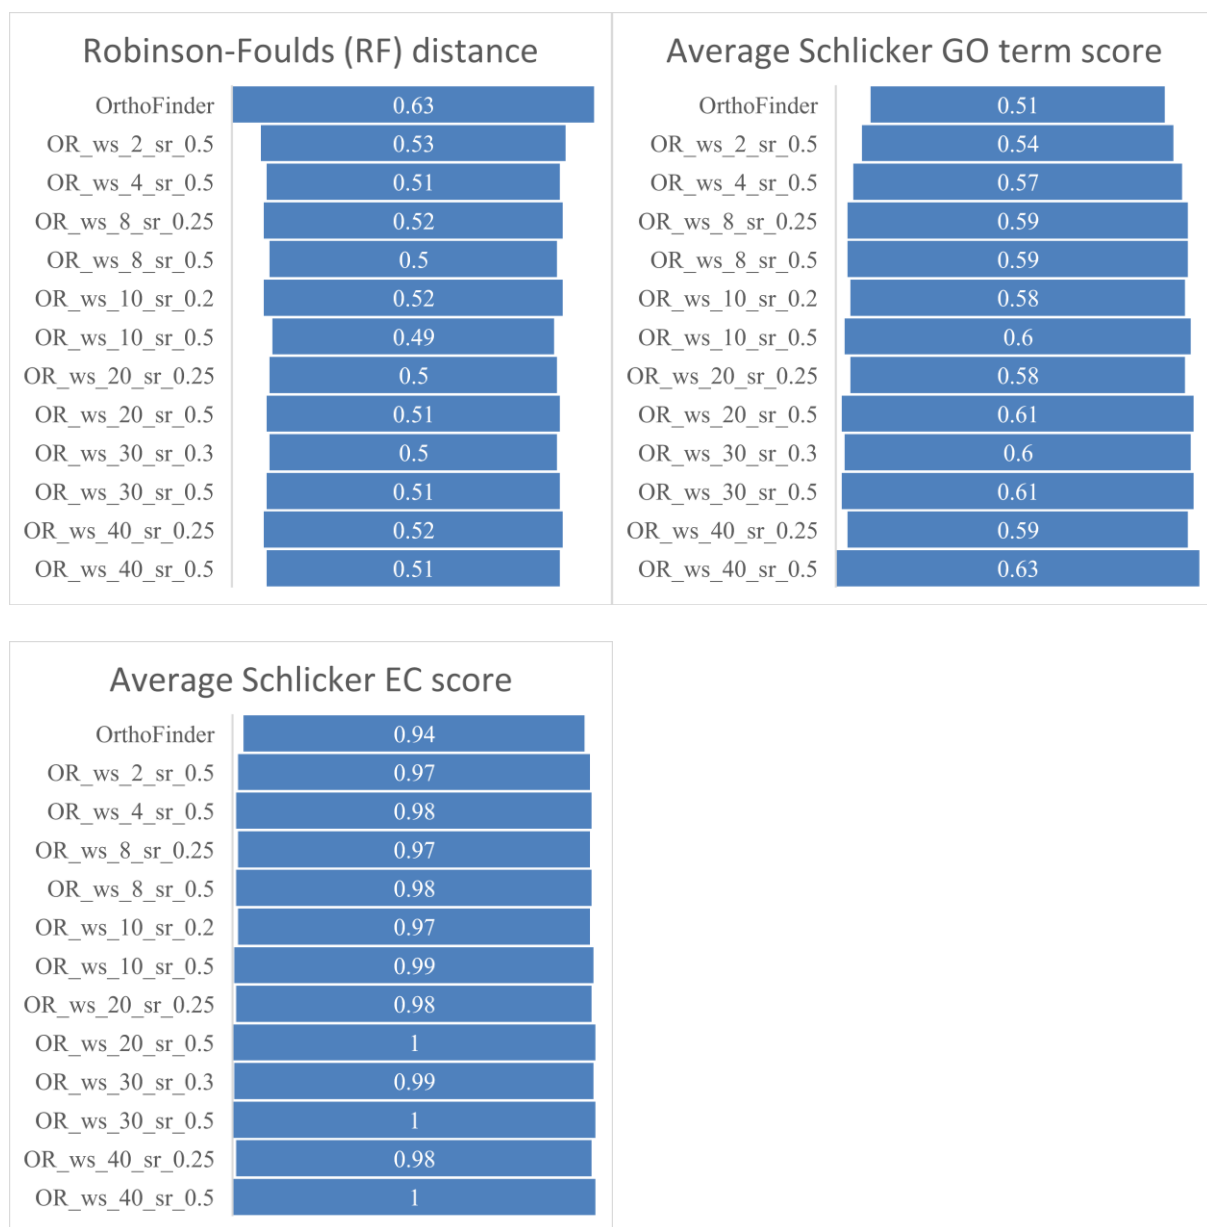 Robinson-Foulds (RF) distance
OrthoFinder 0.63
OR_ws_2_sr_0.5 0.53
OR_ws_4_sr_0.5 0.51
OR_ws_8_sr_0.25 0.52
OR_ws_8_sr_0.5 0.5
OR_ws_10_sr_0.2 0.52
OR_ws_10_sr_0.5 0.49
OR_ws_20_sr_0.25 0.5
OR_ws_20_sr_0.5 0.51
OR_ws_30_sr_0.3 0.5
OR_ws_30_sr_0.5 0.51
OR_ws_40_sr_0.25 0.52
OR_ws_40_sr_0.5 0.51
Average Schlicker GO term score
OrthoFinder 0.51
OR_ws_2_sr_0.5 0.54
OR_ws_4_sr_0.5 0.57
OR_ws_8_sr_0.25 0.59
OR_ws_8_sr_0.5 0.59
OR_ws_10_sr_0.2 0.58
OR_ws_10_sr_0.5 0.6
OR_ws_20_sr_0.25 0.58
OR_ws_20_sr_0.5 0.61
OR_ws_30_sr_0.3 0.6
OR_ws_30_sr_0.5 0.61
OR_ws_40_sr_0.25 0.59
OR_ws_40_sr_0.5 0.63
Average Schlicker EC score
OrthoFinder 0.94
OR_ws_2_sr_0.5 0.97
OR_ws_4_sr_0.5 0.98
OR_ws_8_sr_0.25 0.97
OR_ws_8_sr_0.5 0.98
OR_ws_10_sr_0.2 0.97
OR_ws_10_sr_0.5 0.99
OR_ws_20_sr_0.25 0.98
OR_ws_20_sr_0.5 1
OR_ws_30_sr_0.3 0.99
OR_ws_30_sr_0.5 1
OR_ws_40_sr_0.25 0.98
OR_ws_40_sr_0.5 1